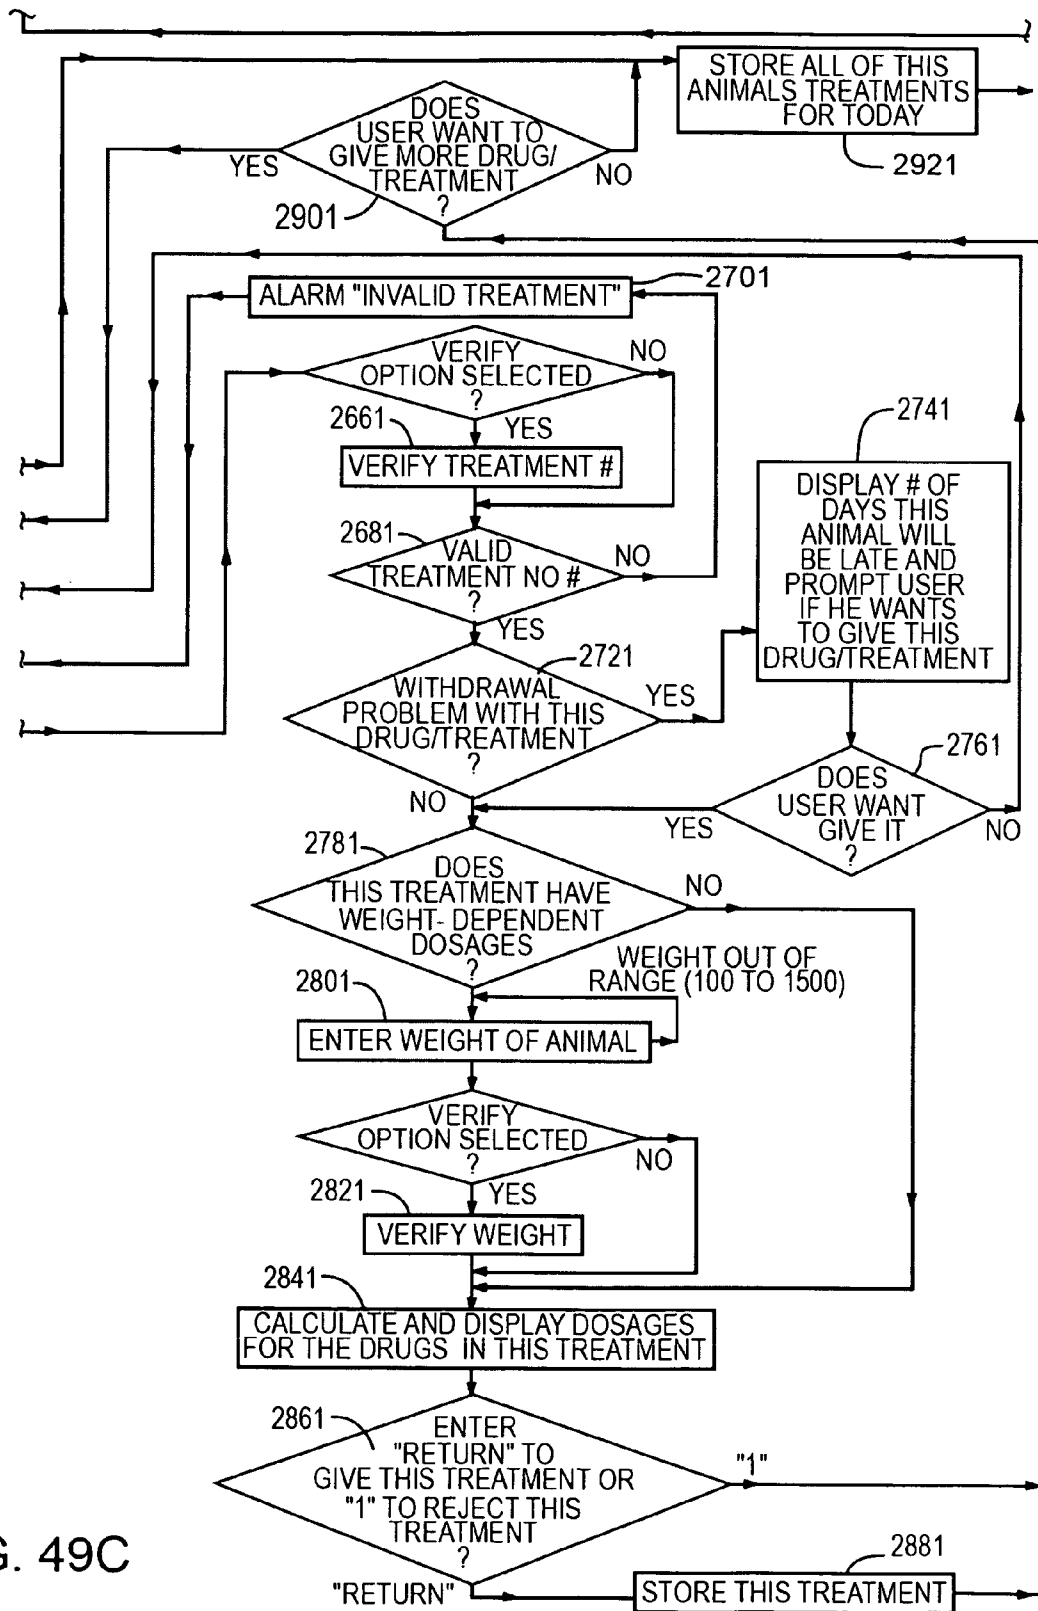 STORE ALL OF THIS
ANIMALS TREATMENTS
FOR TODAY
2921
DOES
USER WANT TO
GIVE MORE DRUG/
TREATMENT
?
YES
NO
2901
2701
ALARM "INVALID TREATMENT"
VERIFY
OPTION SELECTED
?
NO
YES
2661
VERIFY TREATMENT #
2681
VALID
TREATMENT NO #
?
NO
YES
2741
DISPLAY # OF
DAYS THIS
ANIMAL WILL
BE LATE AND
PROMPT USER
IF HE WANTS
TO GIVE THIS
DRUG/TREATMENT
2721
WITHDRAWAL
PROBLEM WITH THIS
DRUG/TREATMENT
?
YES
NO
2761
DOES
USER WANT
GIVE IT
?
YES
NO
2781
DOES
THIS TREATMENT HAVE
WEIGHT- DEPENDENT
DOSAGES
?
NO
WEIGHT OUT OF
RANGE (100 TO 1500)
2801
ENTER WEIGHT OF ANIMAL
VERIFY
OPTION SELECTED
?
NO
YES
2821
VERIFY WEIGHT
2841
CALCULATE AND DISPLAY DOSAGES
FOR THE DRUGS IN THIS TREATMENT
2861
ENTER
"RETURN" TO
GIVE THIS TREATMENT OR
"1" TO REJECT THIS
TREATMENT
?
"1"
"RETURN"
2881
STORE THIS TREATMENT
G. 49C